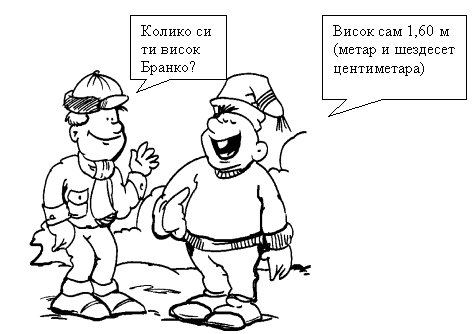 Колико си
ти висок
Бранко?
Висок сам 1,60 м
(метар и шездесет
центиметара)